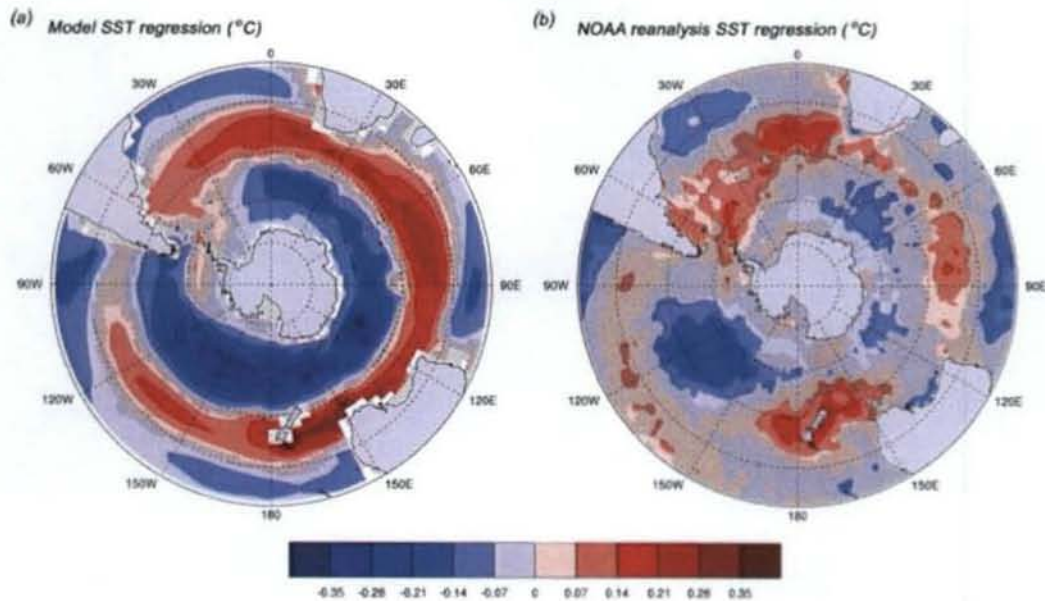 (a) Model SST regression (°C)
(b) NOAA reanalysis SST regression (°C)
0
30W 30E
60W 60E
90W 90E
120W 120E
150W 150E
180
0
30W 30E
60W 60E
90W 90E
120W 120E
150W 150E
180
-0.35 -0.28 -0.21 -0.14 -0.07 0 0.07 0.14 0.21 0.28 0.35